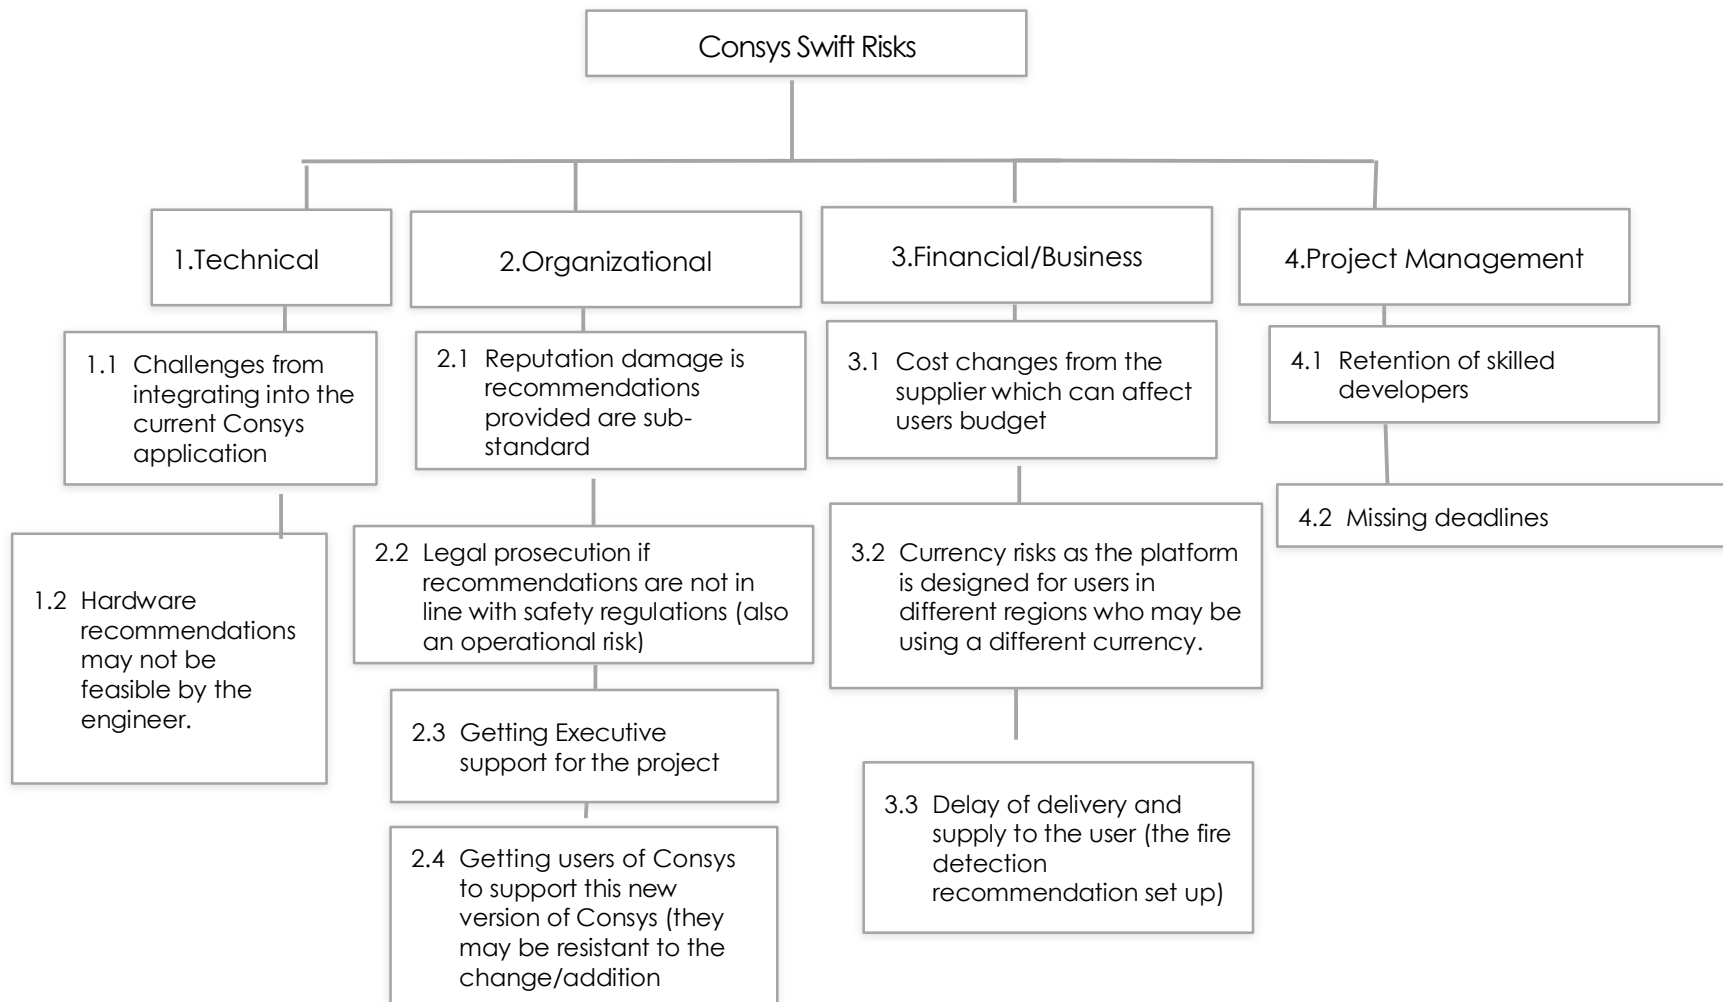 Consys Swift Risks
1.Technical
2.Organizational
3.Financial/Business
4.Project Management
1.1 Challenges from
integrating into the
current Consys
application
1.2 Hardware
recommendations
may not be
feasible by the
engineer.
2.1 Reputation damage is
recommendations
provided are sub-
standard
2.2 Legal prosecution if
recommendations are not in
line with safety regulations (also
an operational risk)
2.3 Getting Executive
support for the project
2.4 Getting users of Consys
to support this new
version of Consys (they
may be resistant to the
change/addition
3.1 Cost changes from the
supplier which can affect
users budget
3.2 Currency risks as the platform
is designed for users in
different regions who may be
using a different currency.
3.3 Delay of delivery and
supply to the user (the fire
detection
recommendation set up)
4.1 Retention of skilled
developers
4.2 Missing deadlines